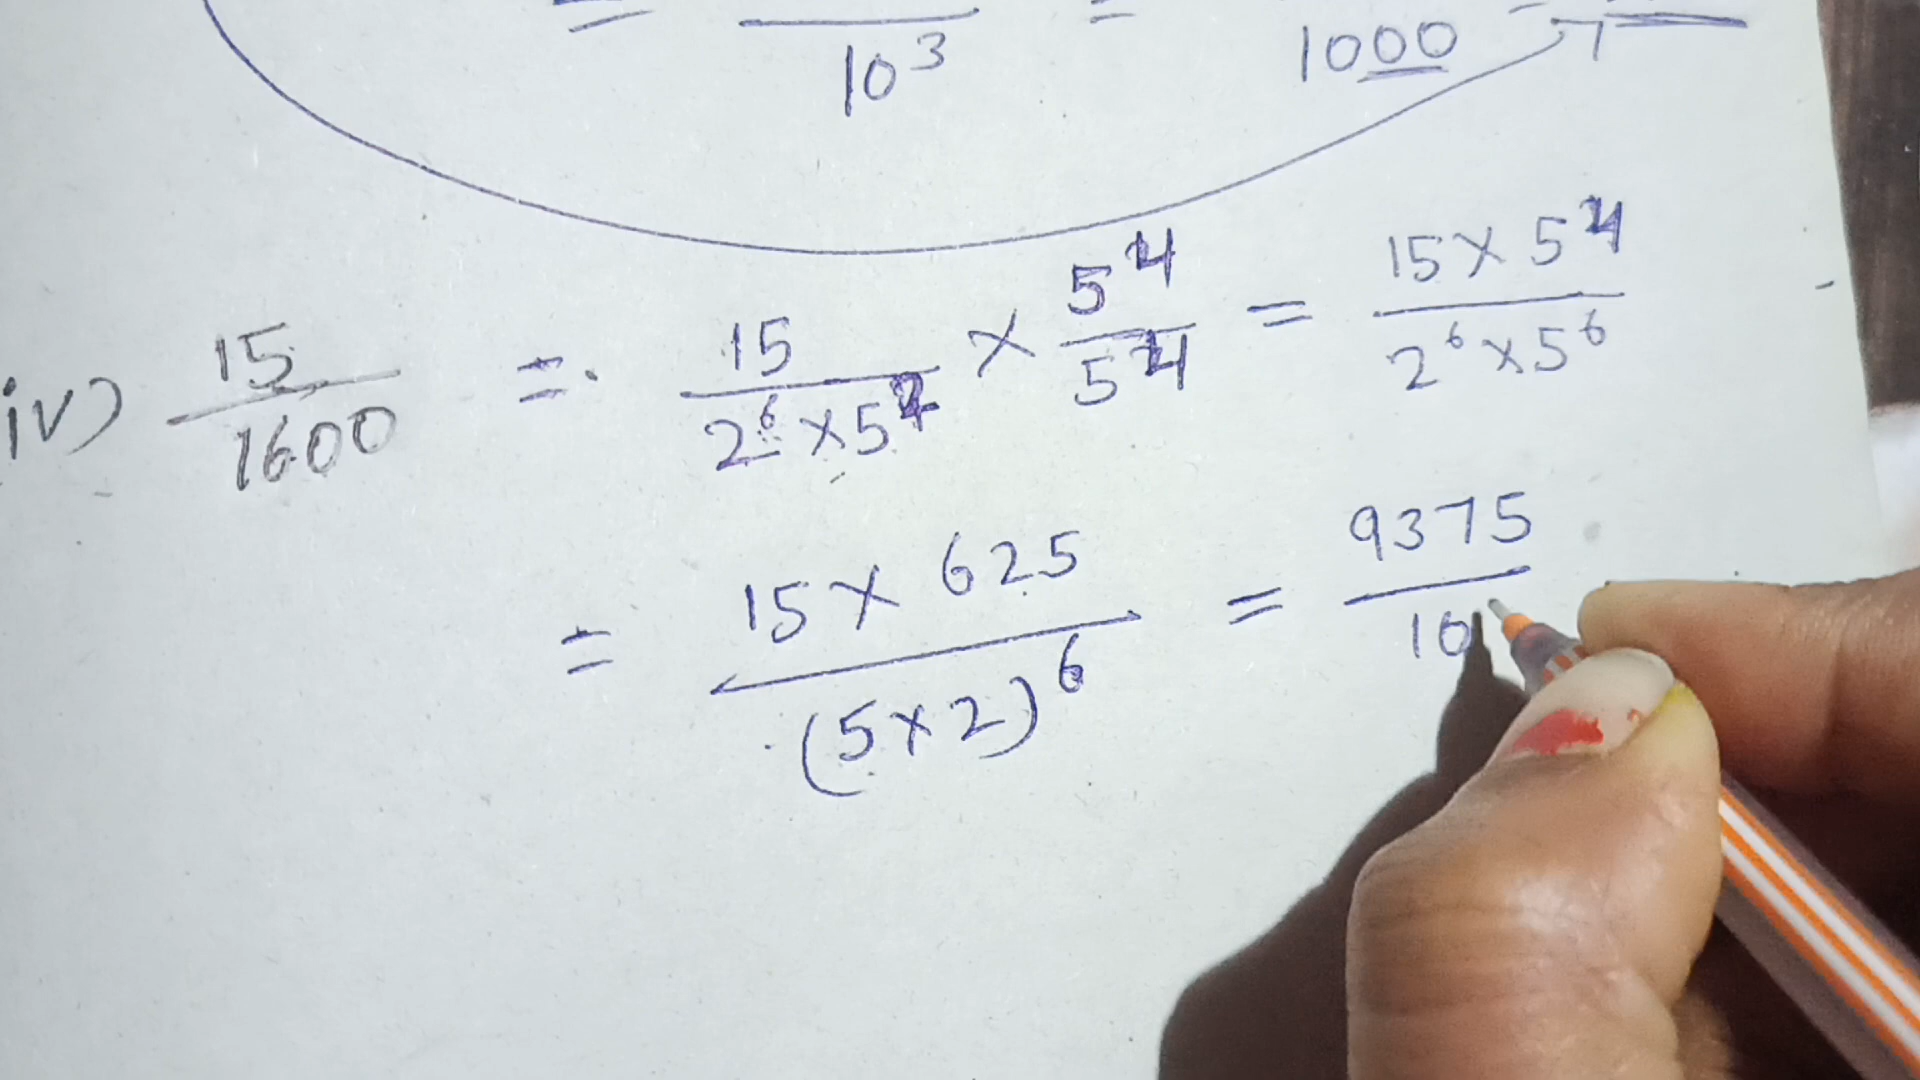 = 10³ = 1000 =
iv) 15/1600 = 15/2⁶×5² × 5⁴/5⁴ = 15×5⁴/2⁶×5⁶
= 15×625/(5×2)⁶ = 9375/10